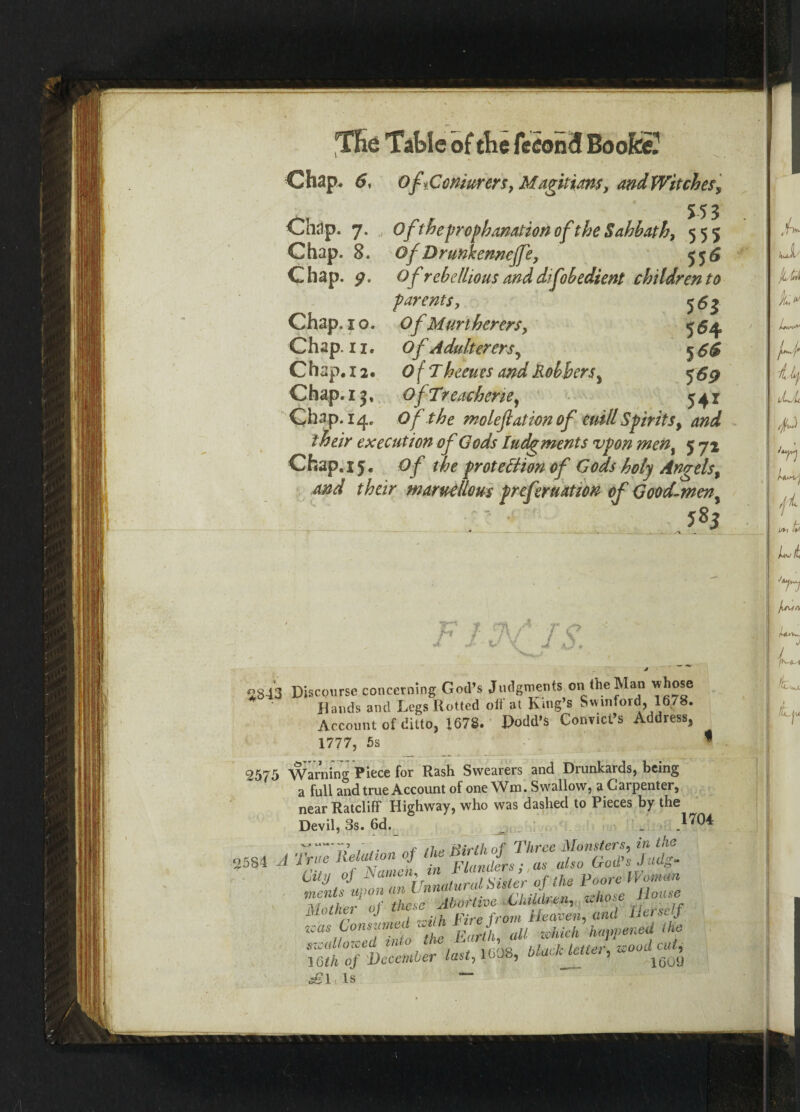 The Table of the second Booke.
Chap. 6. Of Coniurers, Magitians, and Witches,
553
Chap. 7. Of the prophanation of the Sabbath, 555
Chap. 8. Of Drunkennesse, 556
Chap. 9. Of rebellious and disobedient children to
parents, 563
Chap. 10. Of Murtherers, 564
Chap. 11. Of Adulterers, 566
Chap. 12. Of Theeues and Robbers, 569
Chap. 13. Of Treacherie, 541
Chap. 14. Of the molestation of euill Spirits, and
their execution of Gods Iudgments vpon men, 572
Chap. 15. Of the protection of Gods holy Angels,
and their maruellous preseruation of Good-men,
583
FINIS.
2843 Discourse concerning God's Judgments on the Man whose
Hands and Legs Rotted off at King's Swinford, 1678.
Account of ditto, 1678. Dodd's Convict's Address,
1777, 5s
2575 Warning Piece for Rash Swearers and Drunkards, being
a full and true Account of one Wm. Swallow, a Carpenter,
near Ratcliff Highway, who was dashed to Pieces by the
Devil, 3s. 6d. 1704
2584 A True Relation of the Birth of Three Monsters, in the
City of Namen, in Flanders; as also God's Judg-
ments upon an Unnatural Sister of the Poore Woman
Mother of these Abortive Children, whose House
was Consumed with Fire from Heaven, and Herself
swallowed into the Earth, all which happened the
16th of December last, 1608, black letter, wood cut,
£1 1s 1609